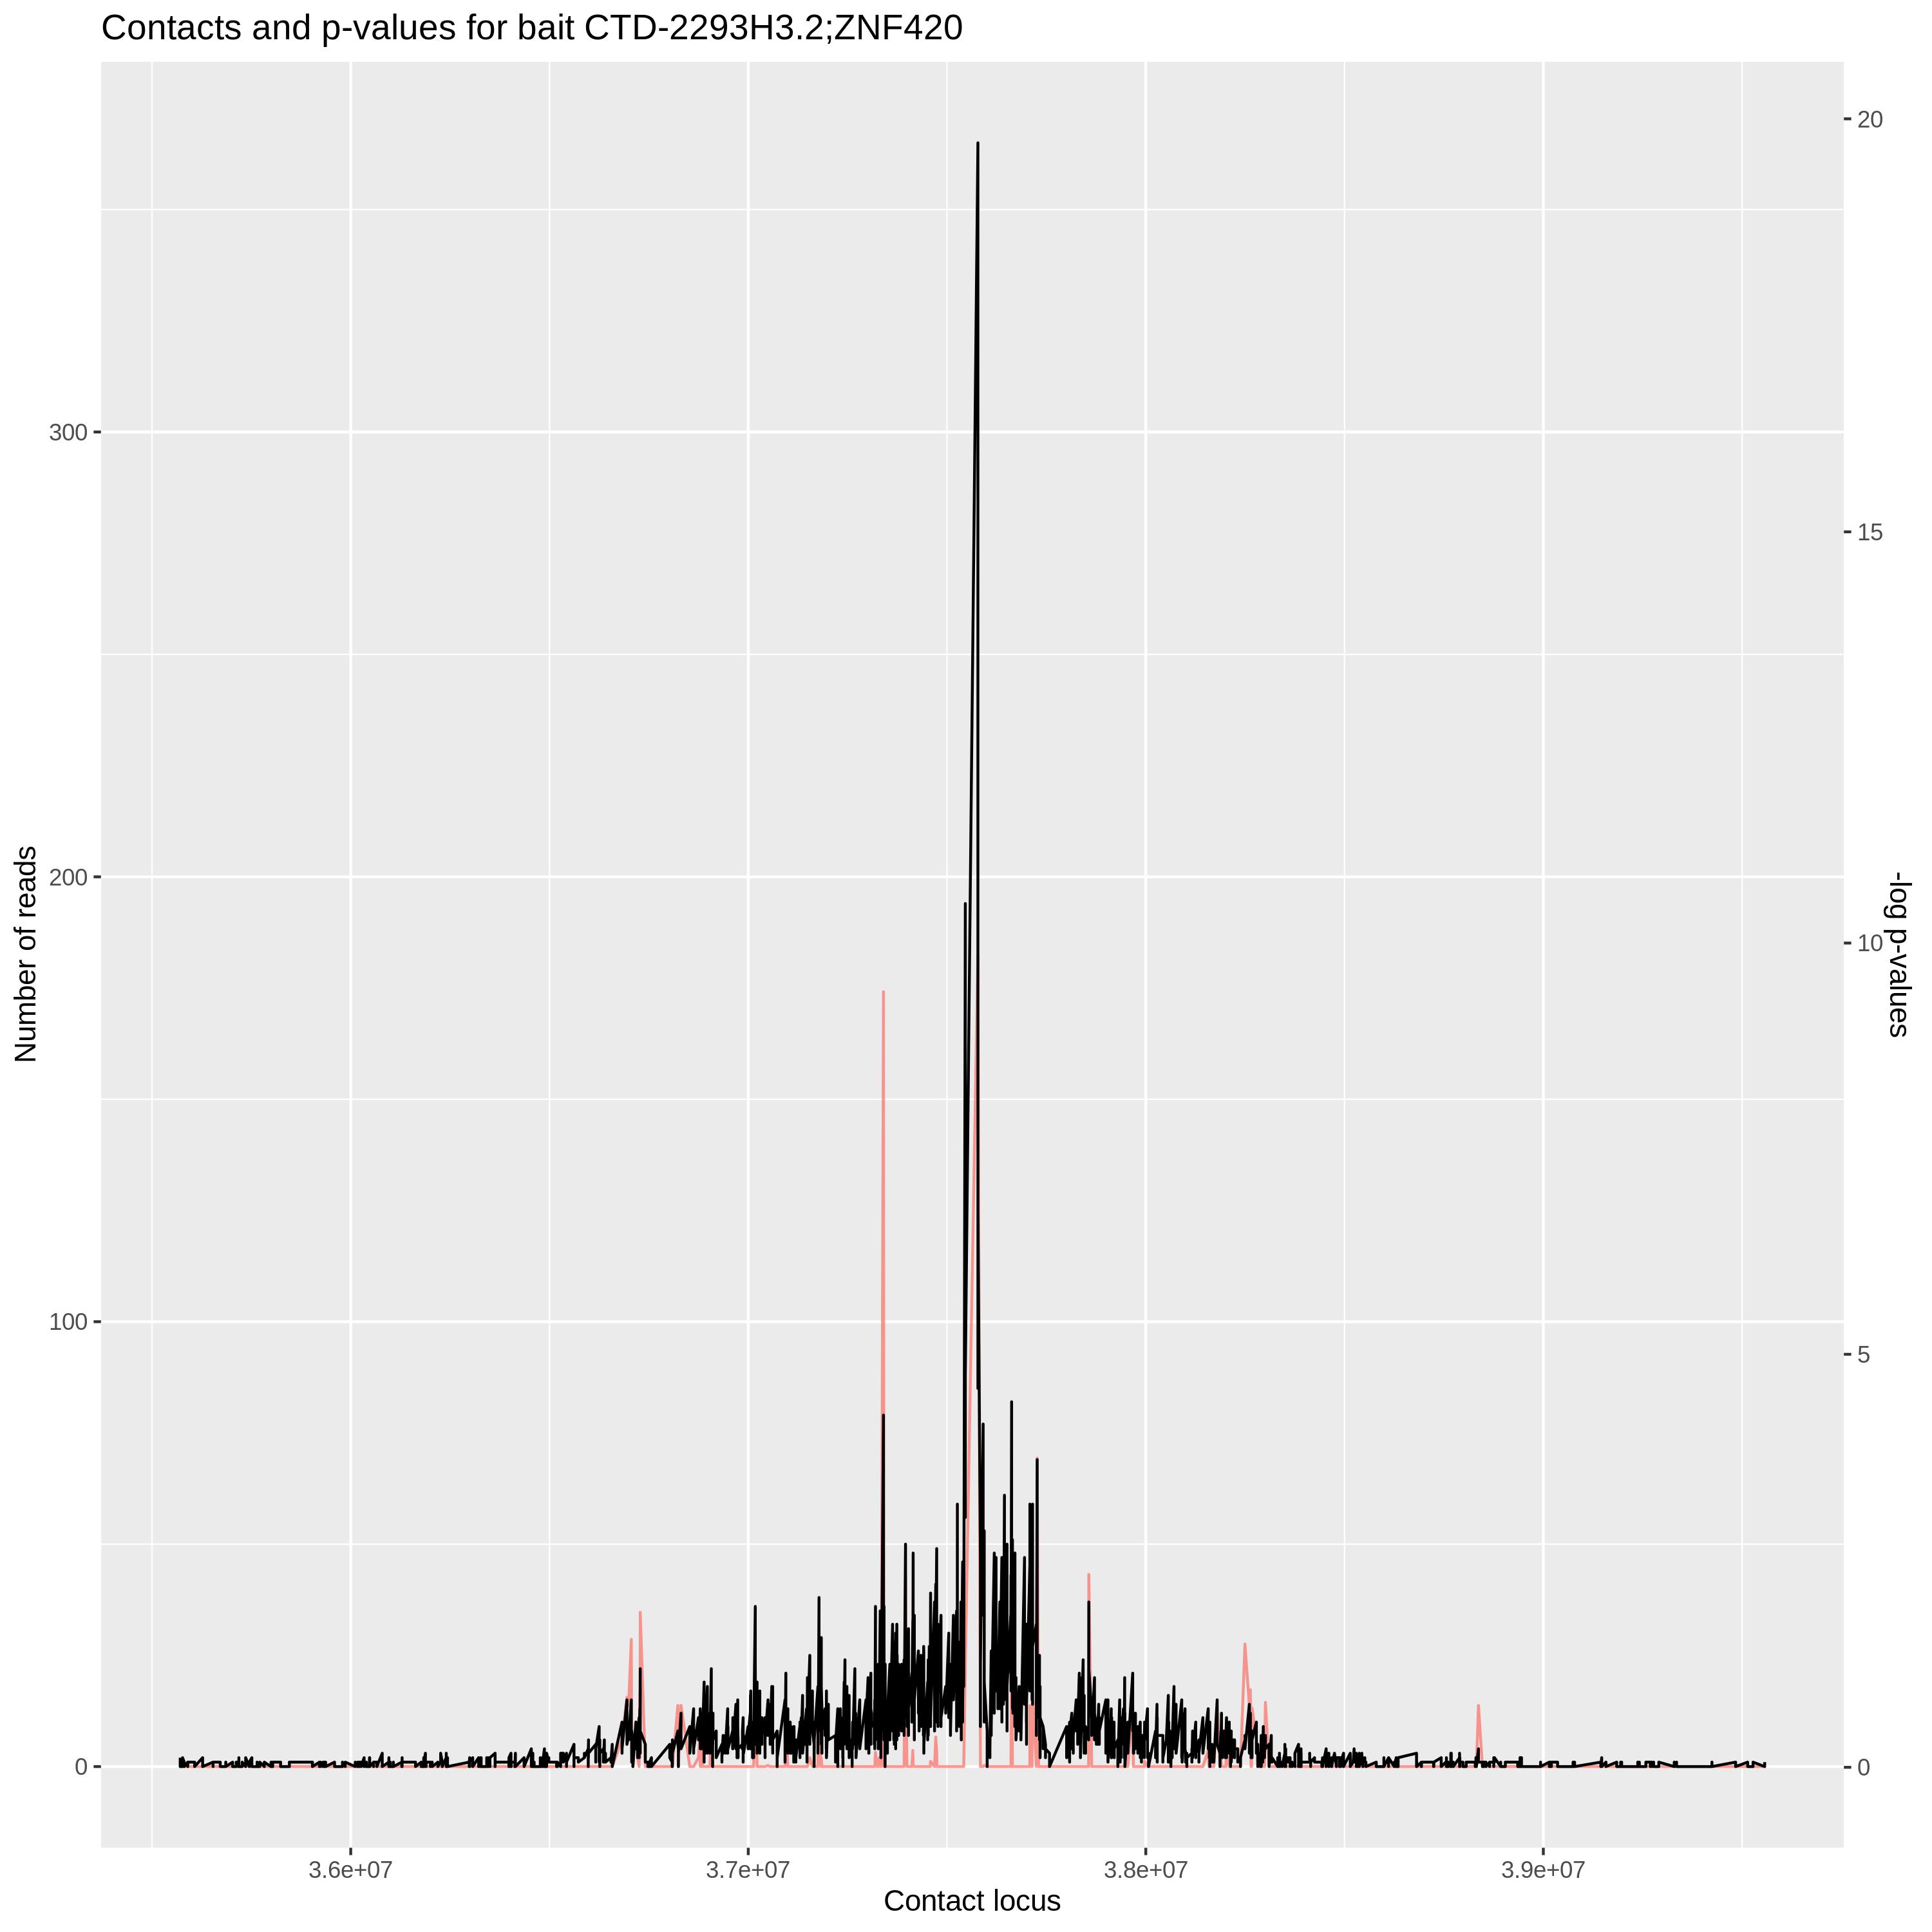 Contacts and p-values for bait CTD-2293H3.2;ZNF420
Number of reads
300
200
100
0
20
15
10
5
0
-log p-values
3.6e+07
3.7e+07
3.8e+07
3.9e+07
Contact locus